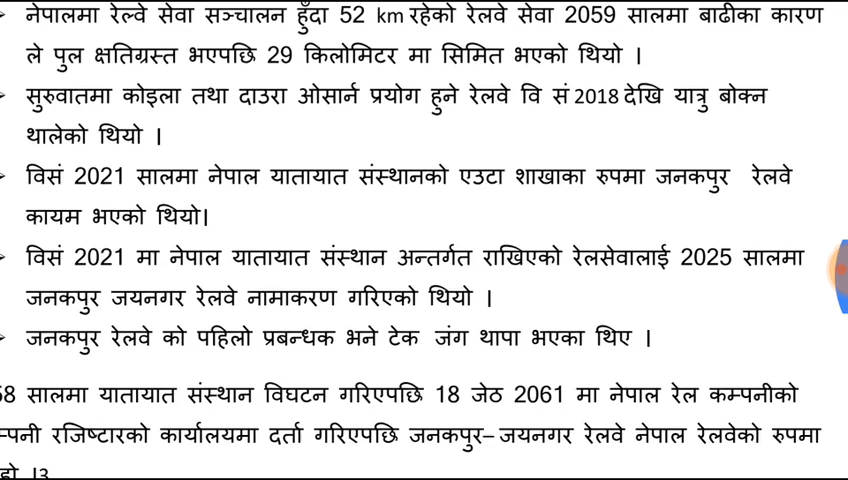 नेपालमा रेल्वे सेवा सञ्चालन हुँदा 52 km रहेको रेलवे सेवा 2059 सालमा बाढीका कारण
ले पुल क्षतिग्रस्त भएपछि 29 किलोमिटर मा सिमित भएको थियो ।
सुरुवातमा कोइला तथा दाउरा ओसार्न प्रयोग हुने रेलवे वि सं 2018 देखि यात्रु बोक्न
थालेको थियो ।
विसं 2021 सालमा नेपाल यातायात संस्थानको एउटा शाखाका रुपमा जनकपुर रेलवे
कायम भएको थियो।
विसं 2021 मा नेपाल यातायात संस्थान अन्तर्गत राखिएको रेलसेवालाई 2025 सालमा
जनकपुर जयनगर रेलवे नामाकरण गरिएको थियो ।
जनकपुर रेलवे को पहिलो प्रबन्धक भने टेक जंग थापा भएका थिए ।
58 सालमा यातायात संस्थान विघटन गरिएपछि 18 जेठ 2061 मा नेपाल रेल कम्पनीको
म्पनी रजिष्टारको कार्यालयमा दर्ता गरिएपछि जनकपुर–जयनगर रेलवे नेपाल रेलवेको रुपमा